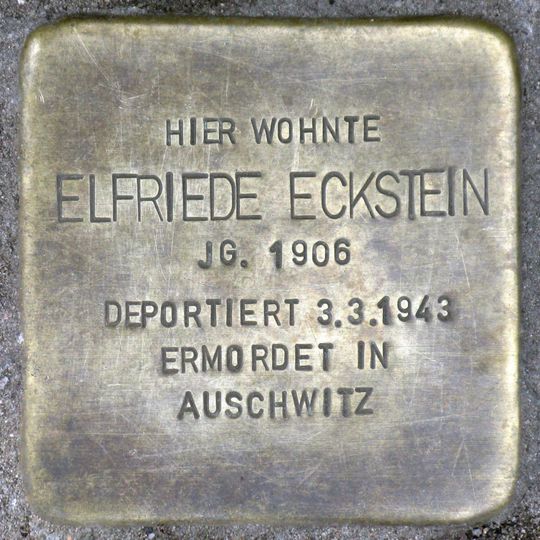 HIER WOHNTE
ELFRIEDE ECKSTEIN
JG. 1906
DEPORTIERT 3.3.1943
ERMORDET IN
AUSCHWITZ